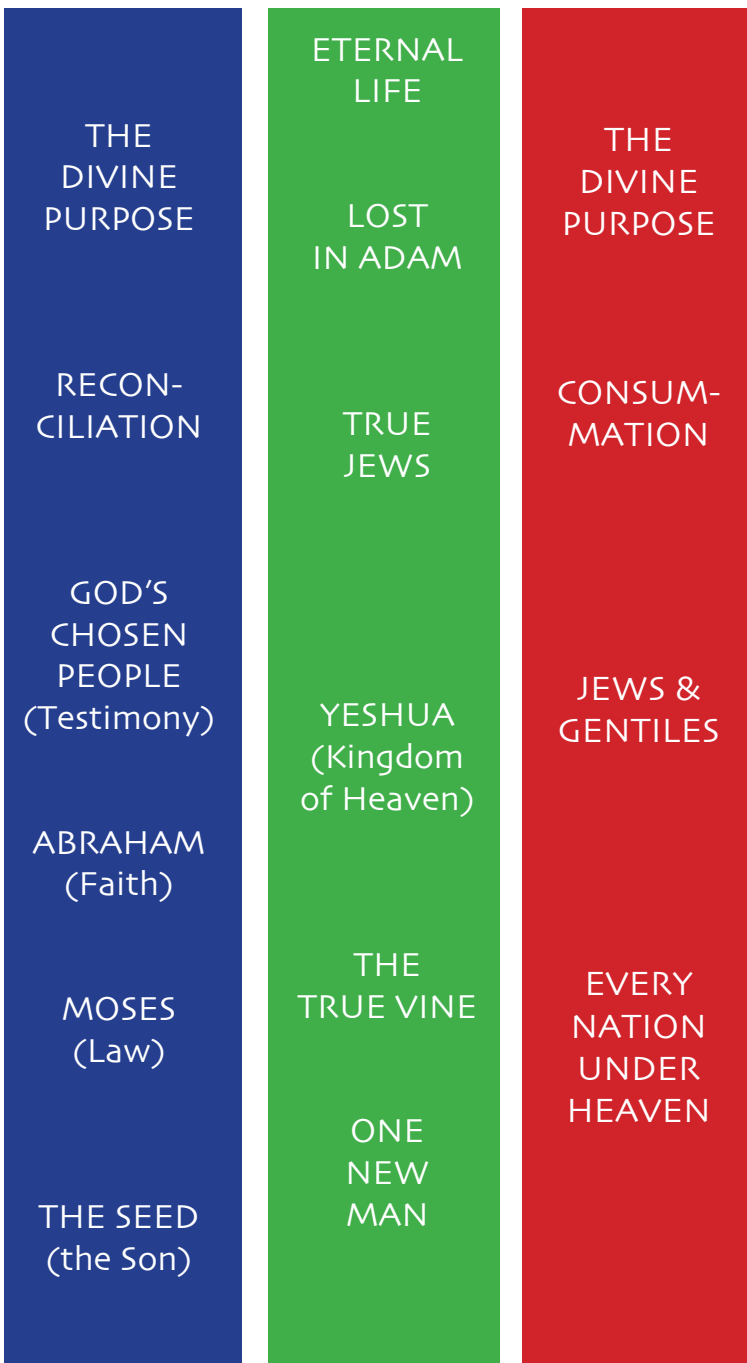 THE
DIVINE
PURPOSE
RECON-
CILIATION
GOD’S
CHOSEN
PEOPLE
(Testimony)
ABRAHAM
(Faith)
MOSES
(Law)
THE SEED
(the Son)
ETERNAL
LIFE
LOST
IN ADAM
TRUE
JEWS
YESHUA
(Kingdom
of Heaven)
THE
TRUE VINE
ONE
NEW
MAN
THE
DIVINE
PURPOSE
CONSUM-
MATION
JEWS &
GENTILES
EVERY
NATION
UNDER
HEAVEN